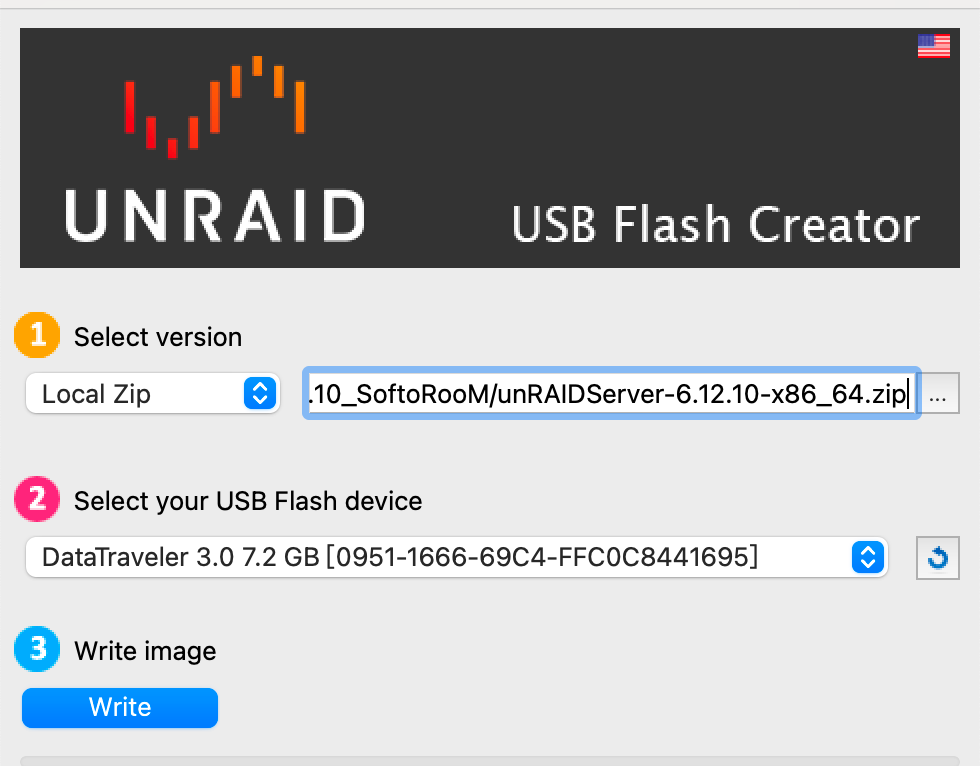 UNRAID
USB Flash Creator
1 Select version
Local Zip .10_SoftoRooM/unRAIDServer-6.12.10-x86_64.zip ...
2 Select your USB Flash device
DataTraveler 3.0 7.2 GB [0951-1666-69C4-FFC0C8441695]
3 Write image
Write